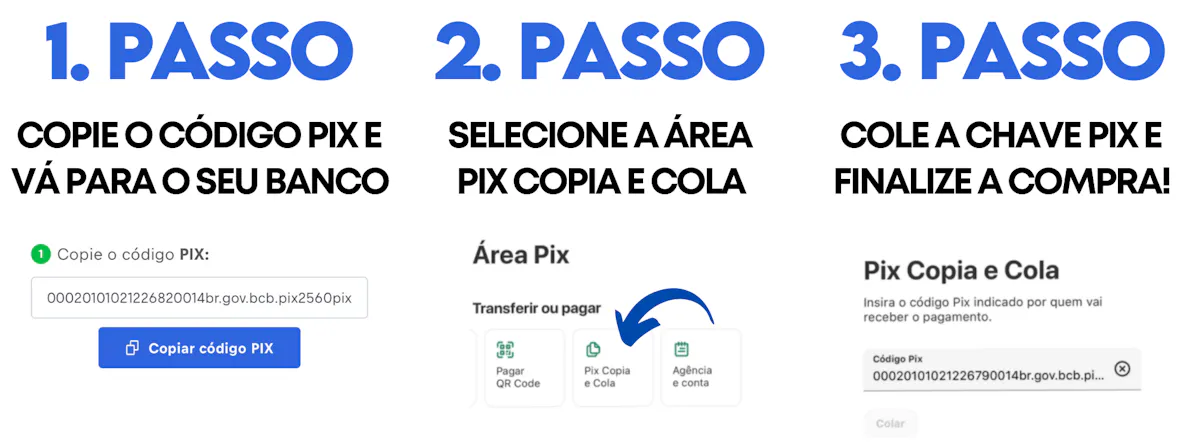 1. PASSO
COPIE O CÓDIGO PIX E
VÁ PARA O SEU BANCO
1 Copie o código PIX:
00020101021226820014br.gov.bcb.pix2560pix
Copiar código PIX
2. PASSO
SELECIONE A ÁREA
PIX COPIA E COLA
Área Pix
Transferir ou pagar
Pagar
QR Code
Pix Copia
e Cola
Agência
e conta
3. PASSO
COLE A CHAVE PIX E
FINALIZE A COMPRA!
Pix Copia e Cola
Insira o código Pix indicado por quem vai
receber o pagamento.
Código Pix
00020101021226790014br.gov.bcb.pi...
Colar